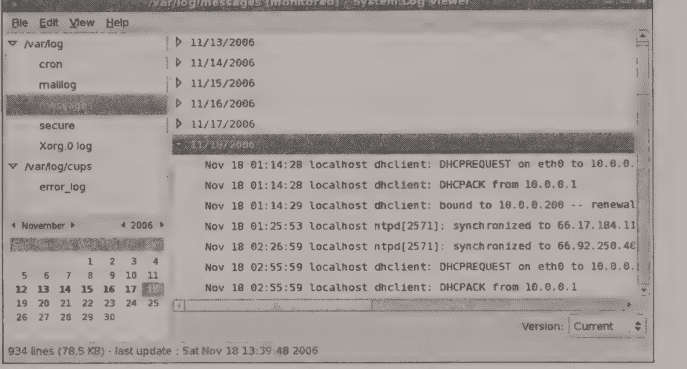 /var/log/messages (monitored) - System Log Viewer
File Edit View Help
/var/log
cron
maillog
messages
secure
Xorg.0 log
/var/log/cups
error_log
11/13/2006
11/14/2006
11/15/2006
11/16/2006
11/17/2006
11/18/2006
Nov 18 01:14:28 localhost dhclient: DHCPREQUEST on eth0 to 10.0.0.
Nov 18 01:14:28 localhost dhclient: DHCPACK from 10.0.0.1
Nov 18 01:14:29 localhost dhclient: bound to 10.0.0.200 -- renewal
Nov 18 01:25:53 localhost ntpd[2571]: synchronized to 66.17.184.11
Nov 18 02:26:59 localhost ntpd[2571]: synchronized to 66.92.250.40
Nov 18 02:55:59 localhost dhclient: DHCPREQUEST on eth0 to 10.0.0.
Nov 18 02:55:59 localhost dhclient: DHCPACK from 10.0.0.1
November 2006
1 2 3 4
5 6 7 8 9 10 11
12 13 14 15 16 17 18
19 20 21 22 23 24 25
26 27 28 29 30
Version: Current
934 lines (78.5 KB) - last update : Sat Nov 18 13:39:48 2006